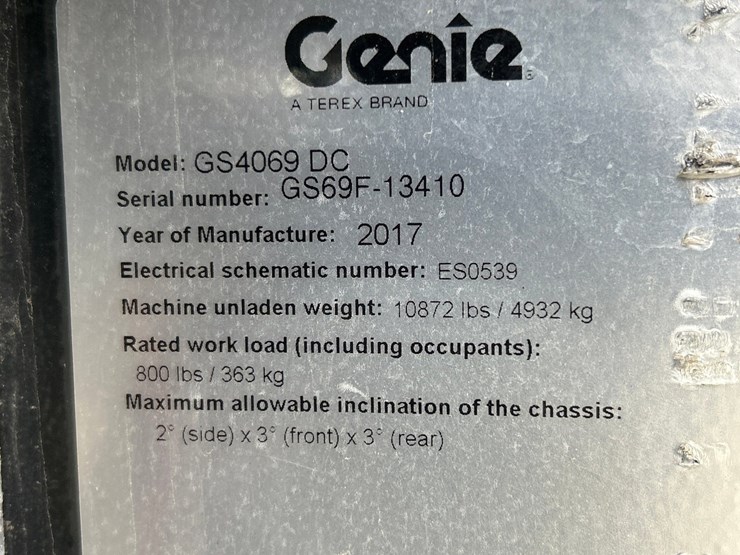 Genie
A TEREX BRAND
Model: GS4069 DC
Serial number: GS69F-13410
Year of Manufacture: 2017
Electrical schematic number: ES0539
Machine unladen weight: 10872 lbs / 4932 kg
Rated work load (including occupants):
800 lbs / 363 kg
Maximum allowable inclination of the chassis:
2° (side) x 3° (front) x 3° (rear)